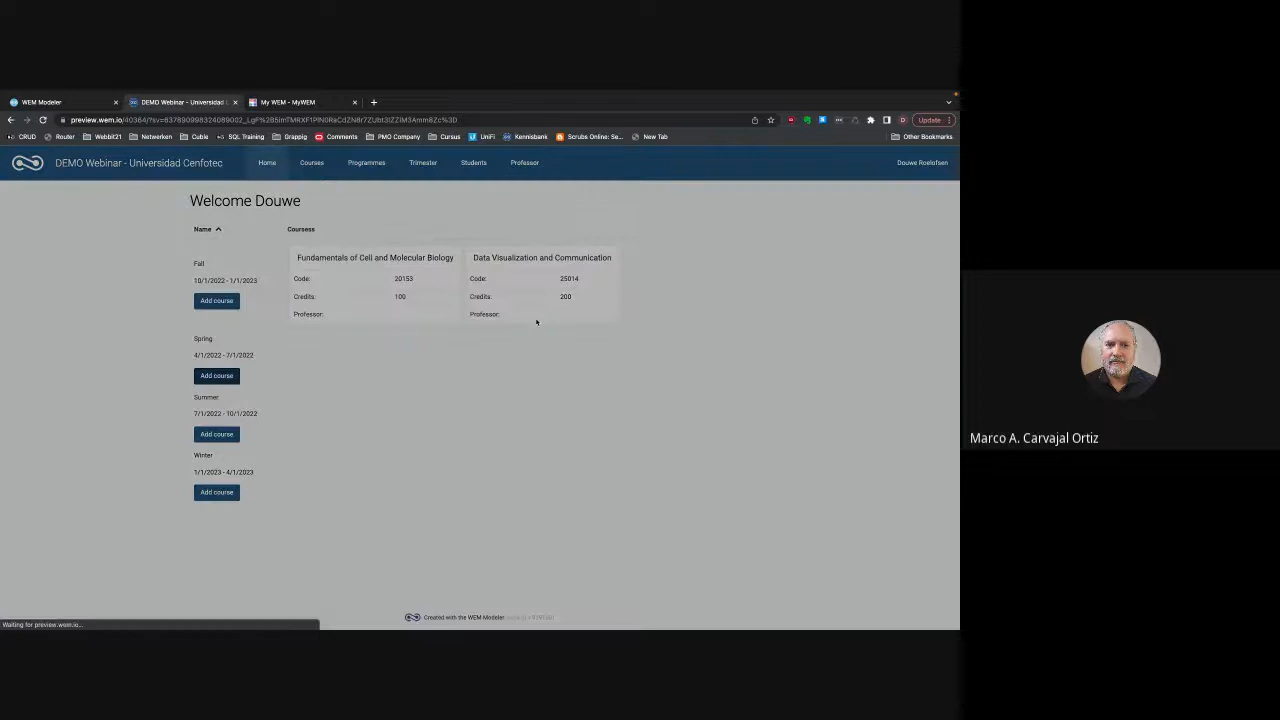 WEM Modeler
DEMO Webinar - Universidad
My WEM - MyWEM
preview.wem.io
Update
CRUD Router Webbit21 Netwerken Cubie SQL Training Grappig Comments PMO Company Cursus UniFi Kennisbank Scrubs Online: Se... New Tab Other Bookmarks
DEMO Webinar - Universidad Cenfotec Home Courses Programmes Trimester Students Professor Douwe Roelofsen
Welcome Douwe
Name Coursess
Fall
10/1/2022 - 1/1/2023
Add course
Fundamentals of Cell and Molecular Biology
Code: 20153
Credits: 100
Professor:
Data Visualization and Communication
Code: 25014
Credits: 200
Professor:
Spring
4/1/2022 - 7/1/2022
Add course
Summer
7/1/2022 - 10/1/2022
Add course
Winter
1/1/2023 - 4/1/2023
Add course
Created with the WEM Modeler
Waiting for preview.wem.io...
Marco A. Carvajal Ortiz